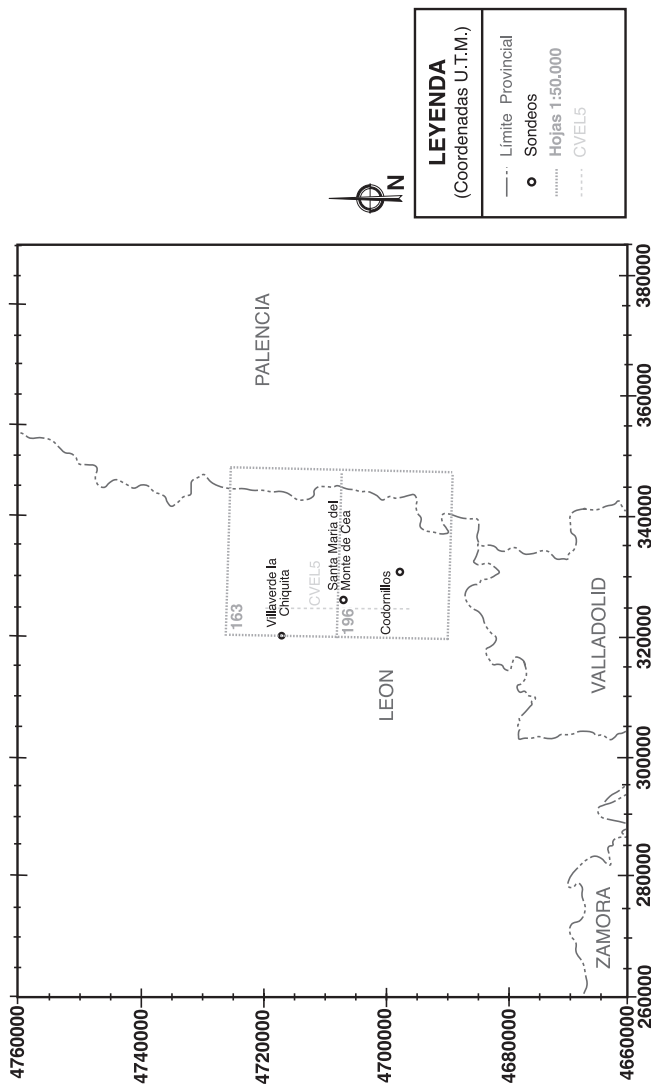 LEYENDA
(Coordenadas U.T.M.)
Límite Provincial
Sondeos
Hojas 1:50.000
CVEL5
N
PALENCIA
163
Villaverde la
Chiquita
CVEL5
Santa Maria del
Monte de Cea
196
Codornillos
LEON
VALLADOLID
ZAMORA
4760000
4740000
4720000
4700000
4680000
4660000
260000
280000
300000
320000
340000
360000
380000